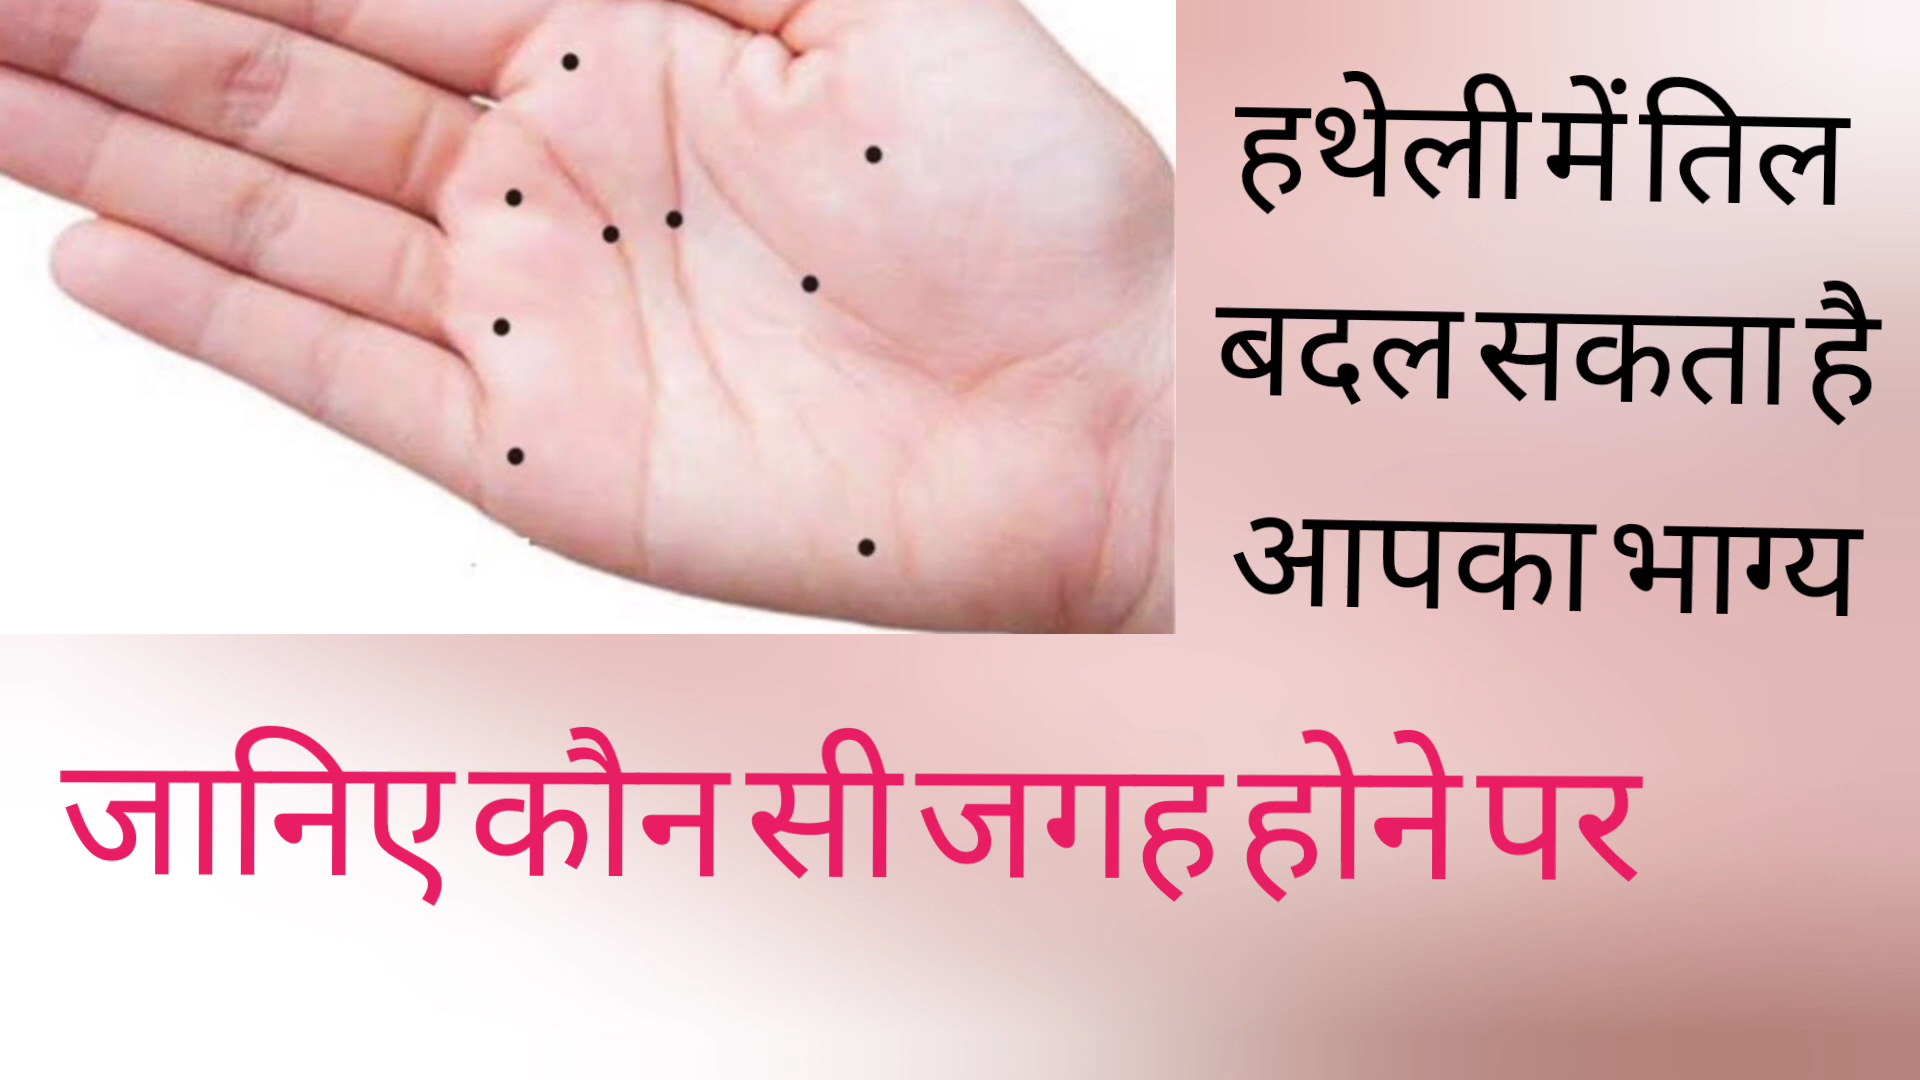 हथेली में तिल
बदल सकता है
आपका भाग्य
जानिए कौन सी जगह होने पर